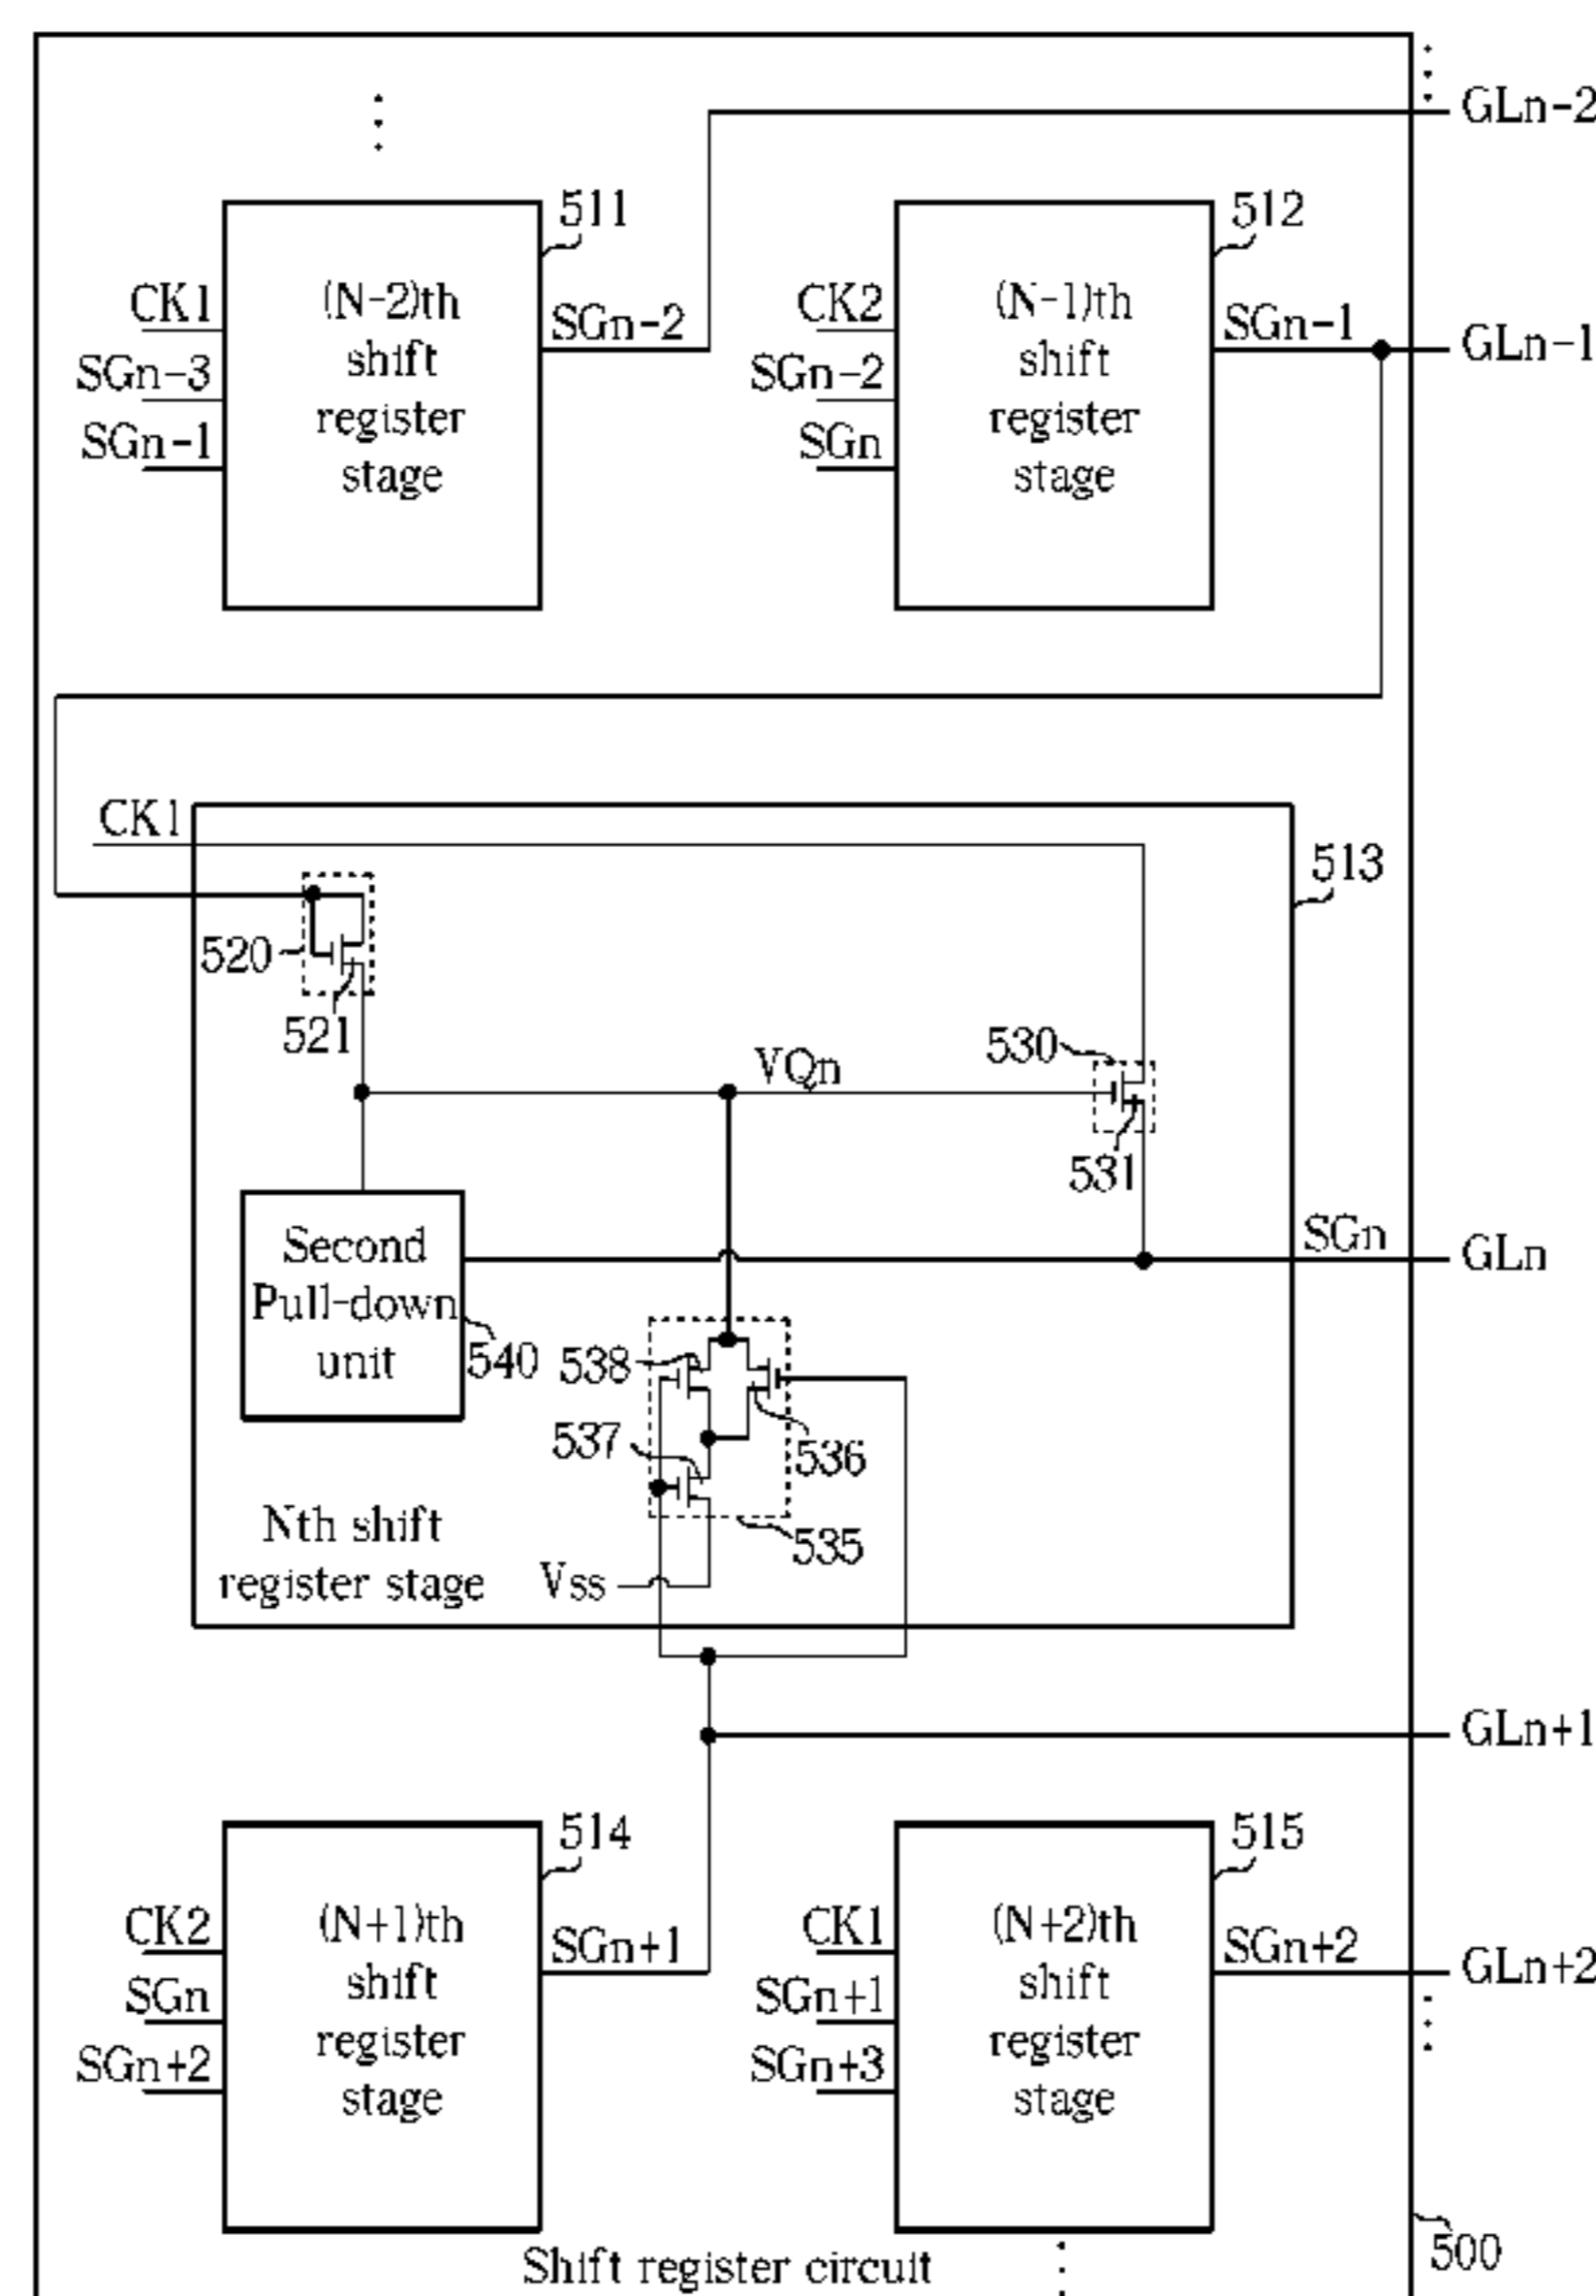 GLn-2
511
512
CK1
(N-2)th
shift
register
stage
SGn-2
SGn-3
SGn-1
CK2
(N-1)th
shift
register
stage
SGn-1
GLn-1
SGn-2
SGn
CK1
513
520
521
530
VQn
531
Second
Pull-down
unit
540
SGn
GLn
538
537
536
535
Nth shift
register stage
Vss
GLn+1
514
515
CK2
(N+1)th
shift
register
stage
SGn+1
SGn
SGn+2
CK1
(N+2)th
shift
register
stage
SGn+2
GLn+2
SGn+1
SGn+3
500
Shift register circuit